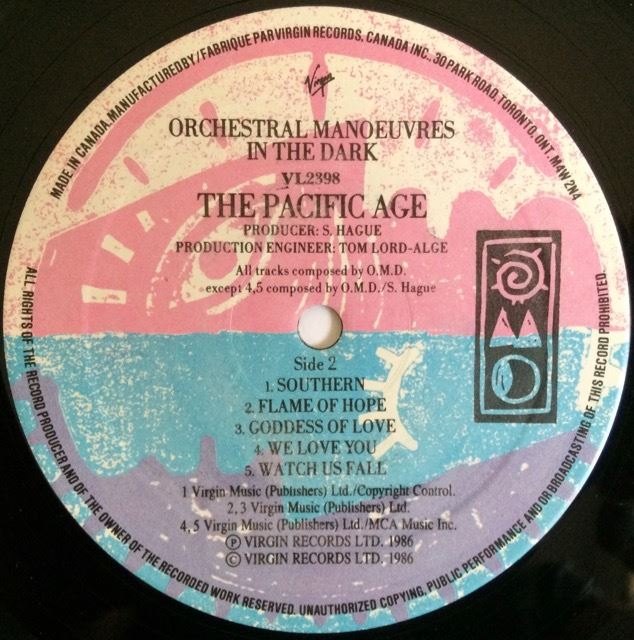 MADE IN CANADA. MANUFACTURED BY/FABRIQUE PAR VIRGIN RECORDS, CANADA INC., 30 PARK ROAD, TORONTO, ONT. M4W 2N4
Virgin
ORCHESTRAL MANOEUVRES
IN THE DARK
VL2398
THE PACIFIC AGE
PRODUCER: S. HAGUE
PRODUCTION ENGINEER: TOM LORD-ALGE
All tracks composed by O.M.D.
except 4,5 composed by O.M.D./S. Hague
Side 2
1. SOUTHERN
2. FLAME OF HOPE
3. GODDESS OF LOVE
4. WE LOVE YOU
5. WATCH US FALL
1 Virgin Music (Publishers) Ltd./Copyright Control.
2, 3 Virgin Music (Publishers) Ltd.
4, 5 Virgin Music (Publishers) Ltd./MCA Music Inc.
Ⓟ VIRGIN RECORDS LTD. 1986
© VIRGIN RECORDS LTD. 1986
ALL RIGHTS OF THE RECORD PRODUCER AND OF THE OWNER OF THE RECORDED WORK RESERVED. UNAUTHORIZED COPYING, PUBLIC PERFORMANCE AND/OR BROADCASTING OF THIS RECORD PROHIBITED.